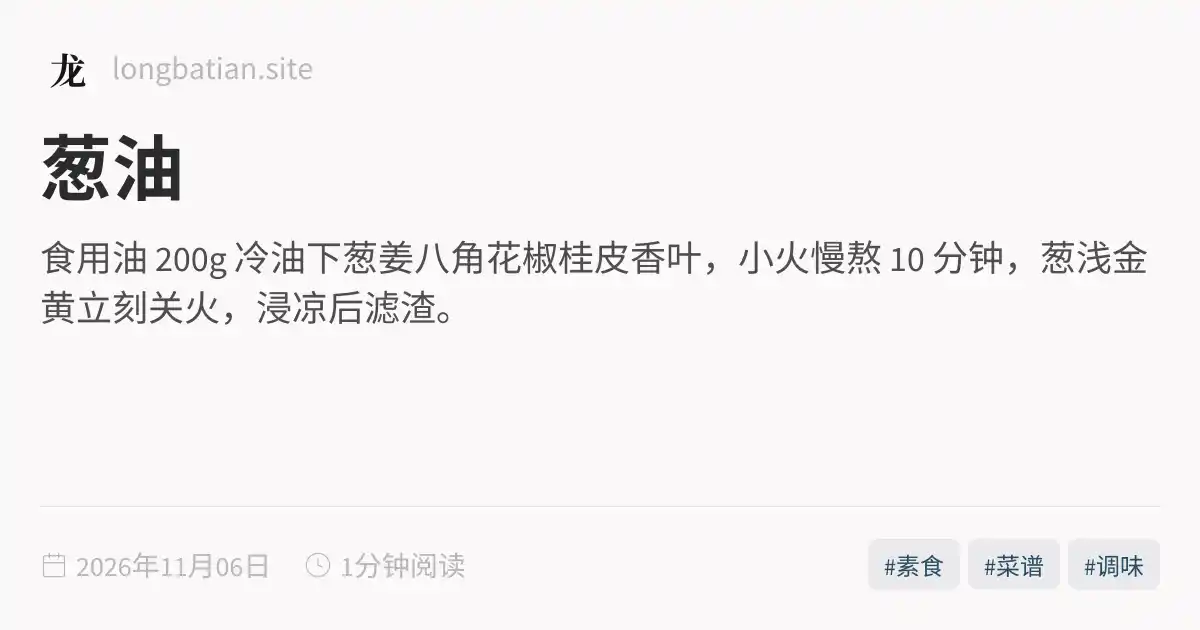 龙 longbatian.site
葱油
食用油 200g 冷油下葱姜八角花椒桂皮香叶，小火慢熬 10 分钟，葱浅金
黄立刻关火，浸凉后滤渣。
2026年11月06日 1分钟阅读 #素食 #菜谱 #调味